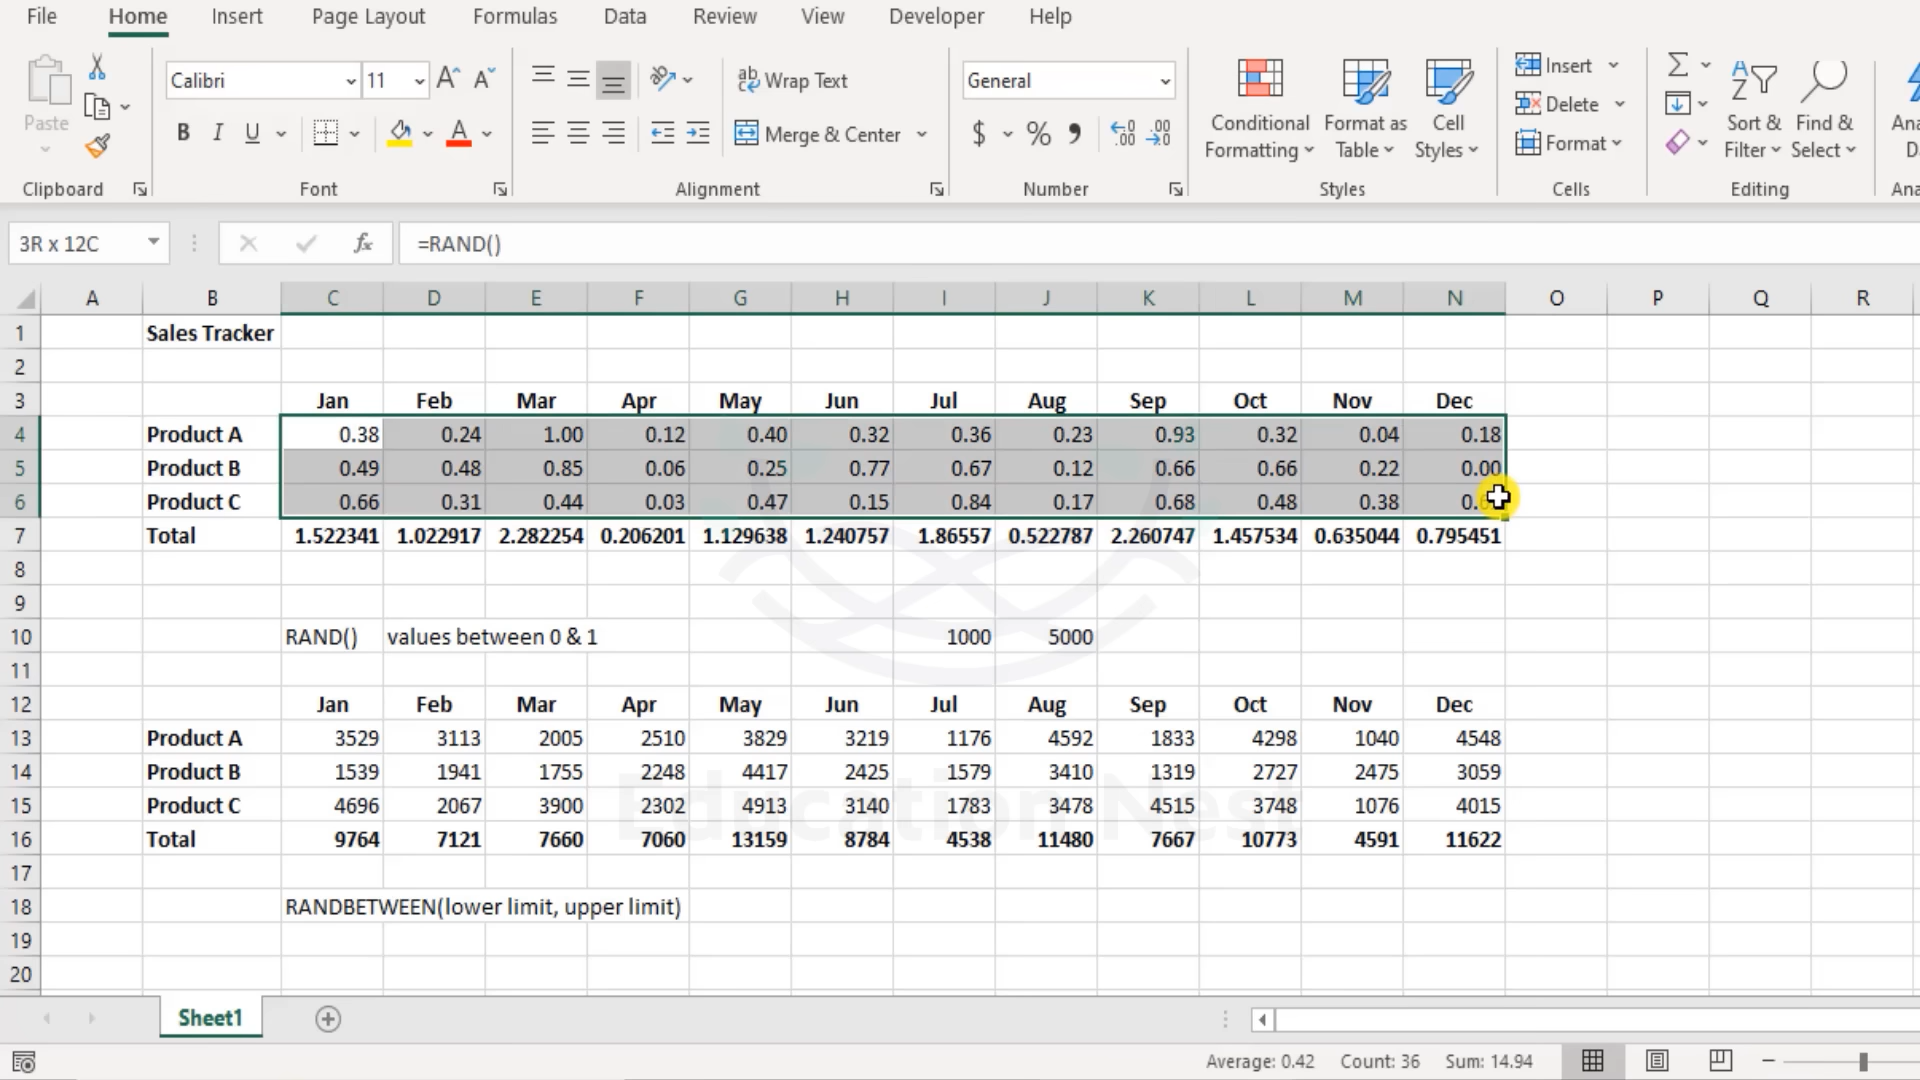 File Home Insert Page Layout Formulas Data Review View Developer Help
Paste
Calibri 11
B I U
Wrap Text
Merge & Center
General
$ %
Conditional Formatting
Format as Table
Cell Styles
Insert
Delete
Format
Sort & Filter
Find & Select
Clipboard Font Alignment Number Styles Cells Editing
3R x 12C fx =RAND()
A B C D E F G H I J K L M N O P Q R
1 Sales Tracker
2
3 Jan Feb Mar Apr May Jun Jul Aug Sep Oct Nov Dec
4 Product A 0.38 0.24 1.00 0.12 0.40 0.32 0.36 0.23 0.93 0.32 0.04 0.18
5 Product B 0.49 0.48 0.85 0.06 0.25 0.77 0.67 0.12 0.66 0.66 0.22 0.00
6 Product C 0.66 0.31 0.44 0.03 0.47 0.15 0.84 0.17 0.68 0.48 0.38
7 Total 1.522341 1.022917 2.282254 0.206201 1.129638 1.240757 1.86557 0.522787 2.260747 1.457534 0.635044 0.795451
8
9
10 RAND() values between 0 & 1 1000 5000
11
12 Jan Feb Mar Apr May Jun Jul Aug Sep Oct Nov Dec
13 Product A 3529 3113 2005 2510 3829 3219 1176 4592 1833 4298 1040 4548
14 Product B 1539 1941 1755 2248 4417 2425 1579 3410 1319 2727 2475 3059
15 Product C 4696 2067 3900 2302 4913 3140 1783 3478 4515 3748 1076 4015
Education Nest
16 Total 9764 7121 7660 7060 13159 8784 4538 11480 7667 10773 4591 11622
17
18 RANDBETWEEN(lower limit, upper limit)
19
20
Sheet1
Average: 0.42 Count: 36 Sum: 14.94